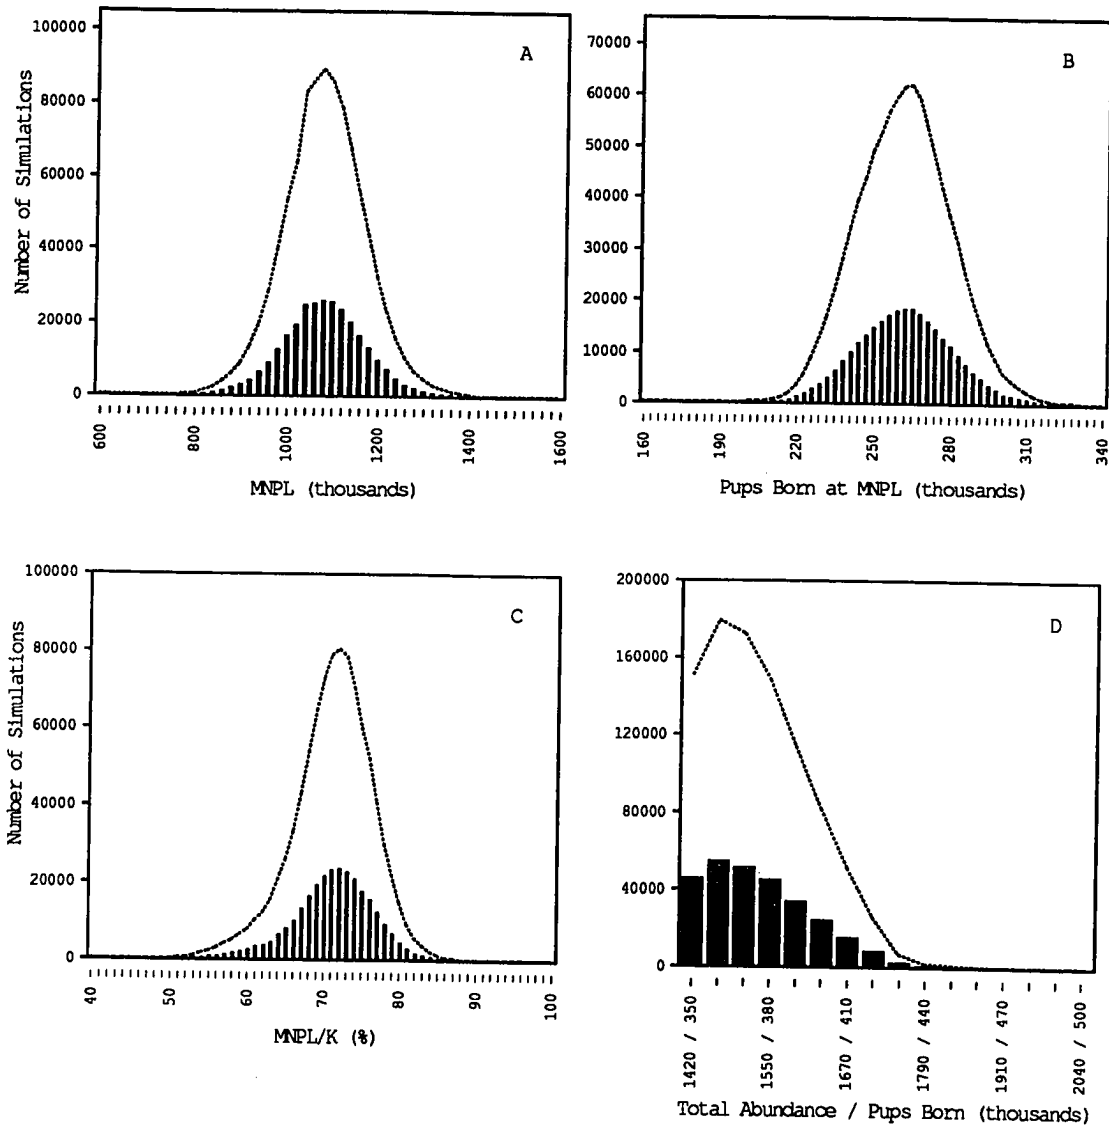 A
Number of Simulations
100000
80000
60000
40000
20000
0
600
800
1000
1200
1400
1600
MNPL (thousands)
B
70000
60000
50000
40000
30000
20000
10000
0
160
190
220
250
280
310
340
Pups Born at MNPL (thousands)
C
Number of Simulations
100000
80000
60000
40000
20000
0
40
50
60
70
80
90
100
MNPL/K (%)
D
200000
160000
120000
80000
40000
0
1420 / 350
1550 / 380
1670 / 410
1790 / 440
1910 / 470
2040 / 500
Total Abundance / Pups Born (thousands)